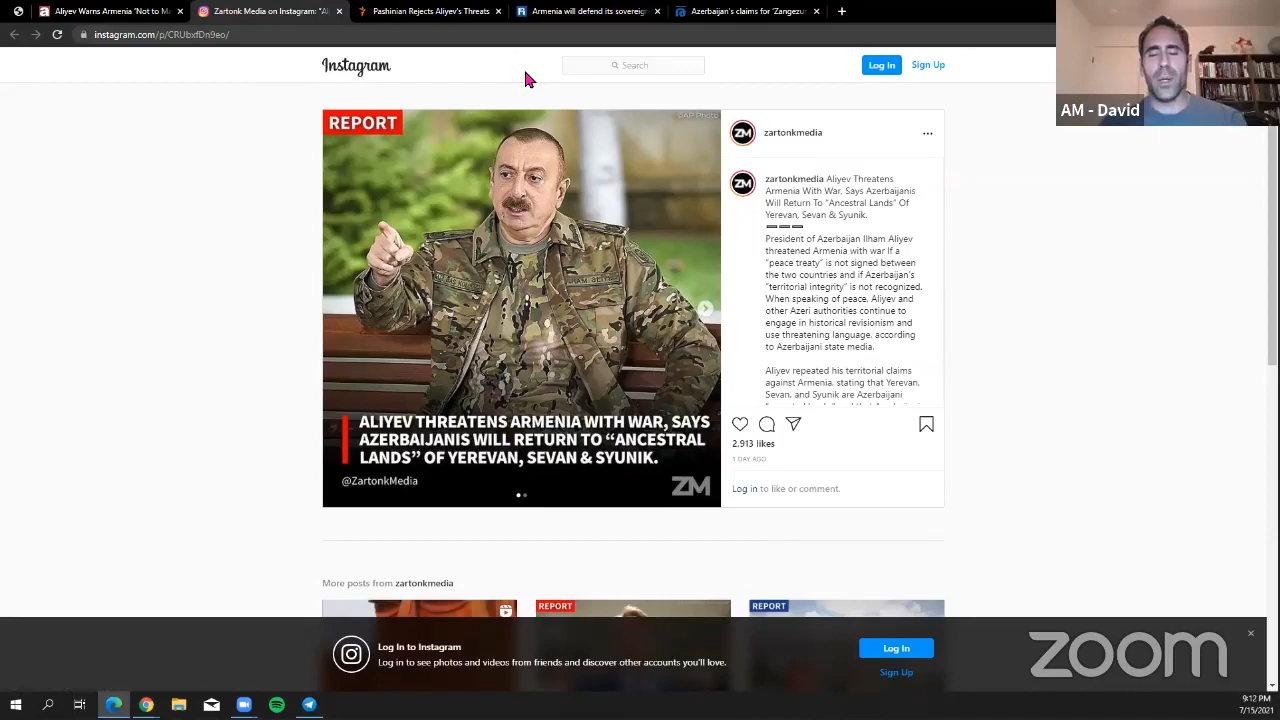 Aliyev Warns Armenia "Not to Ma
Zartonk Media on Instagram: "Al
Pashinian Rejects Aliyev's Threats
Armenia will defend its sovereign
Azerbaijan's claims for 'Zangezur
instagram.com/p/CRUbxfDn9eo/
Instagram
Search
Log In
Sign Up
AM - David
REPORT
©AP Photo
ALIYEV THREATENS ARMENIA WITH WAR, SAYS
AZERBAIJANIS WILL RETURN TO “ANCESTRAL
LANDS” OF YEREVAN, SEVAN & SYUNIK.
@ZartonkMedia
ZM
ZM
zartonkmedia
ZM
zartonkmedia Aliyev Threatens
Armenia With War, Says Azerbaijanis
Will Return To "Ancestral Lands" Of
Yerevan, Sevan & Syunik.
President of Azerbaijan Ilham Aliyev
threatened Armenia with war If a
"peace treaty" is not signed between
the two countries and if Azerbaijan's
"territorial integrity" is not recognized.
When speaking of peace, Aliyev and
other Azeri authorities continue to
engage in historical revisionism and
use threatening language, according
to Azerbaijani state media.
Aliyev repeated his territorial claims
against Armenia, stating that Yerevan,
Sevan, and Syunik are Azerbaijani
2,913 likes
1 DAY AGO
Log in to like or comment.
More posts from zartonkmedia
REPORT
REPORT
Log In to Instagram
Log in to see photos and videos from friends and discover other accounts you'll love.
Log In
Sign Up
zoom
9:12 PM
7/15/2021